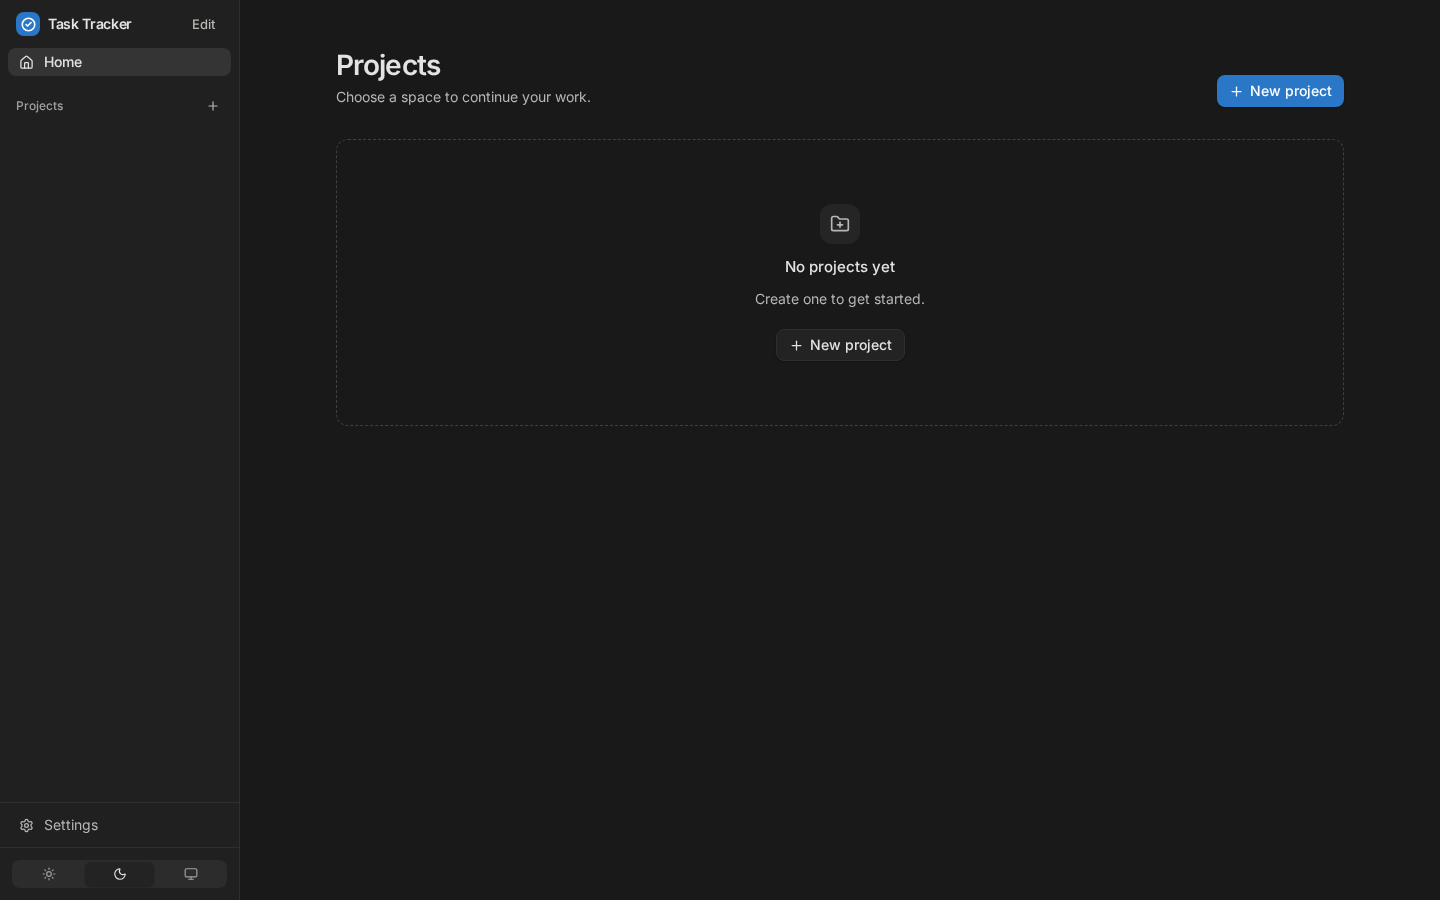 Task Tracker
Edit
Home
Projects
Projects
Choose a space to continue your work.
New project
No projects yet
Create one to get started.
New project
Settings